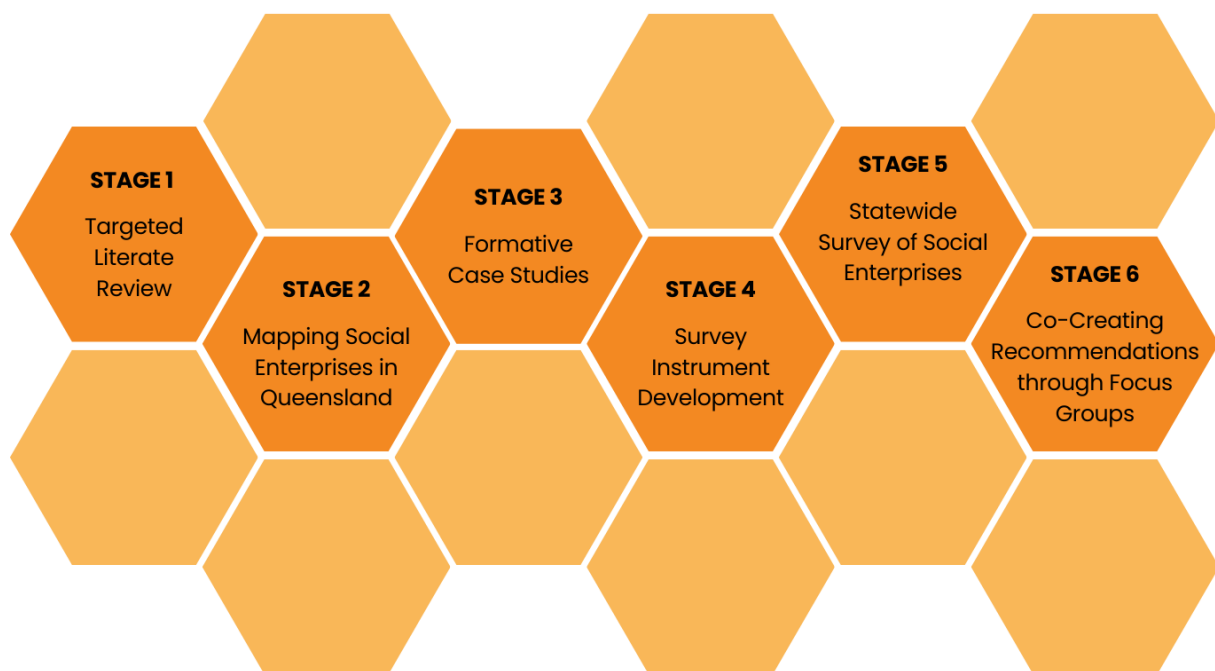 STAGE 1
Targeted
Literate
Review
STAGE 2
Mapping Social
Enterprises in
Queensland
STAGE 3
Formative
Case Studies
STAGE 4
Survey
Instrument
Development
STAGE 5
Statewide
Survey of Social
Enterprises
STAGE 6
Co-Creating
Recommendations
through Focus
Groups